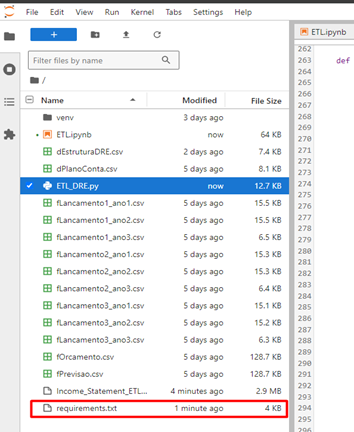 File Edit View Run Kernel Tabs Settings Help
Filter files by name
/
Name Modified File Size
venv 3 days ago
ETL.ipynb now 64 KB
dEstruturaDRE.csv 2 days ago 7.4 KB
dPlanoConta.csv 5 days ago 8.1 KB
ETL_DRE.py now 12.7 KB
fLancamento1_ano1.csv 5 days ago 15.5 KB
fLancamento1_ano2.csv 5 days ago 15.5 KB
fLancamento1_ano3.csv 5 days ago 6.5 KB
fLancamento2_ano1.csv 5 days ago 15.3 KB
fLancamento2_ano2.csv 5 days ago 15.3 KB
fLancamento2_ano3.csv 5 days ago 6.4 KB
fLancamento3_ano1.csv 5 days ago 15.1 KB
fLancamento3_ano2.csv 5 days ago 15.2 KB
fLancamento3_ano3.csv 5 days ago 6.3 KB
fOrcamento.csv 5 days ago 128.7 KB
fPrevisao.csv 5 days ago 128.7 KB
Income_Statement_ETL... 4 minutes ago 2.9 MB
requirements.txt 1 minute ago 4 KB
ETL.ipynb
262
263 def
264
265
266
267
268
269
270
271
272
273
274
275
276
277
278
279
280
281
282
283
284
285
286
287
288
289
290
291
292
293
294
295